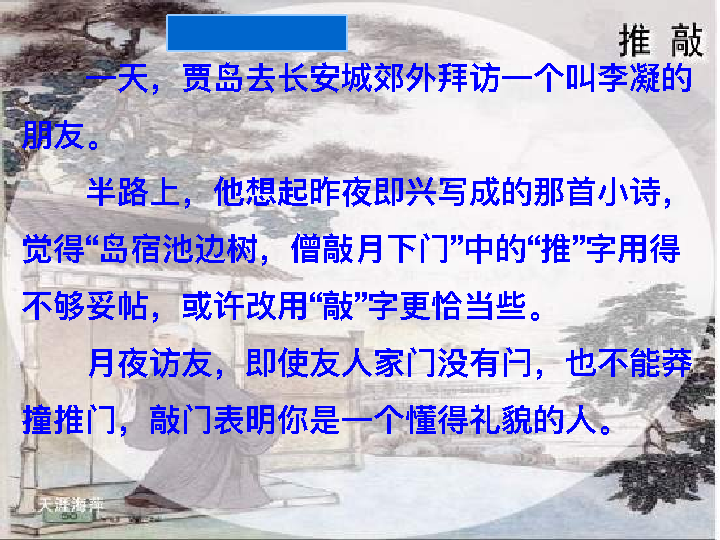 推 敲
一天，贾岛去长安城郊外拜访一个叫李凝的
朋友。
半路上，他想起昨夜即兴写成的那首小诗，
觉得“岛宿池边树，僧敲月下门”中的“推”字用得
不够妥帖，或许改用“敲”字更恰当些。
月夜访友，即使友人家门没有闩，也不能莽
撞推门，敲门表明你是一个懂得礼貌的人。
天涯海萍